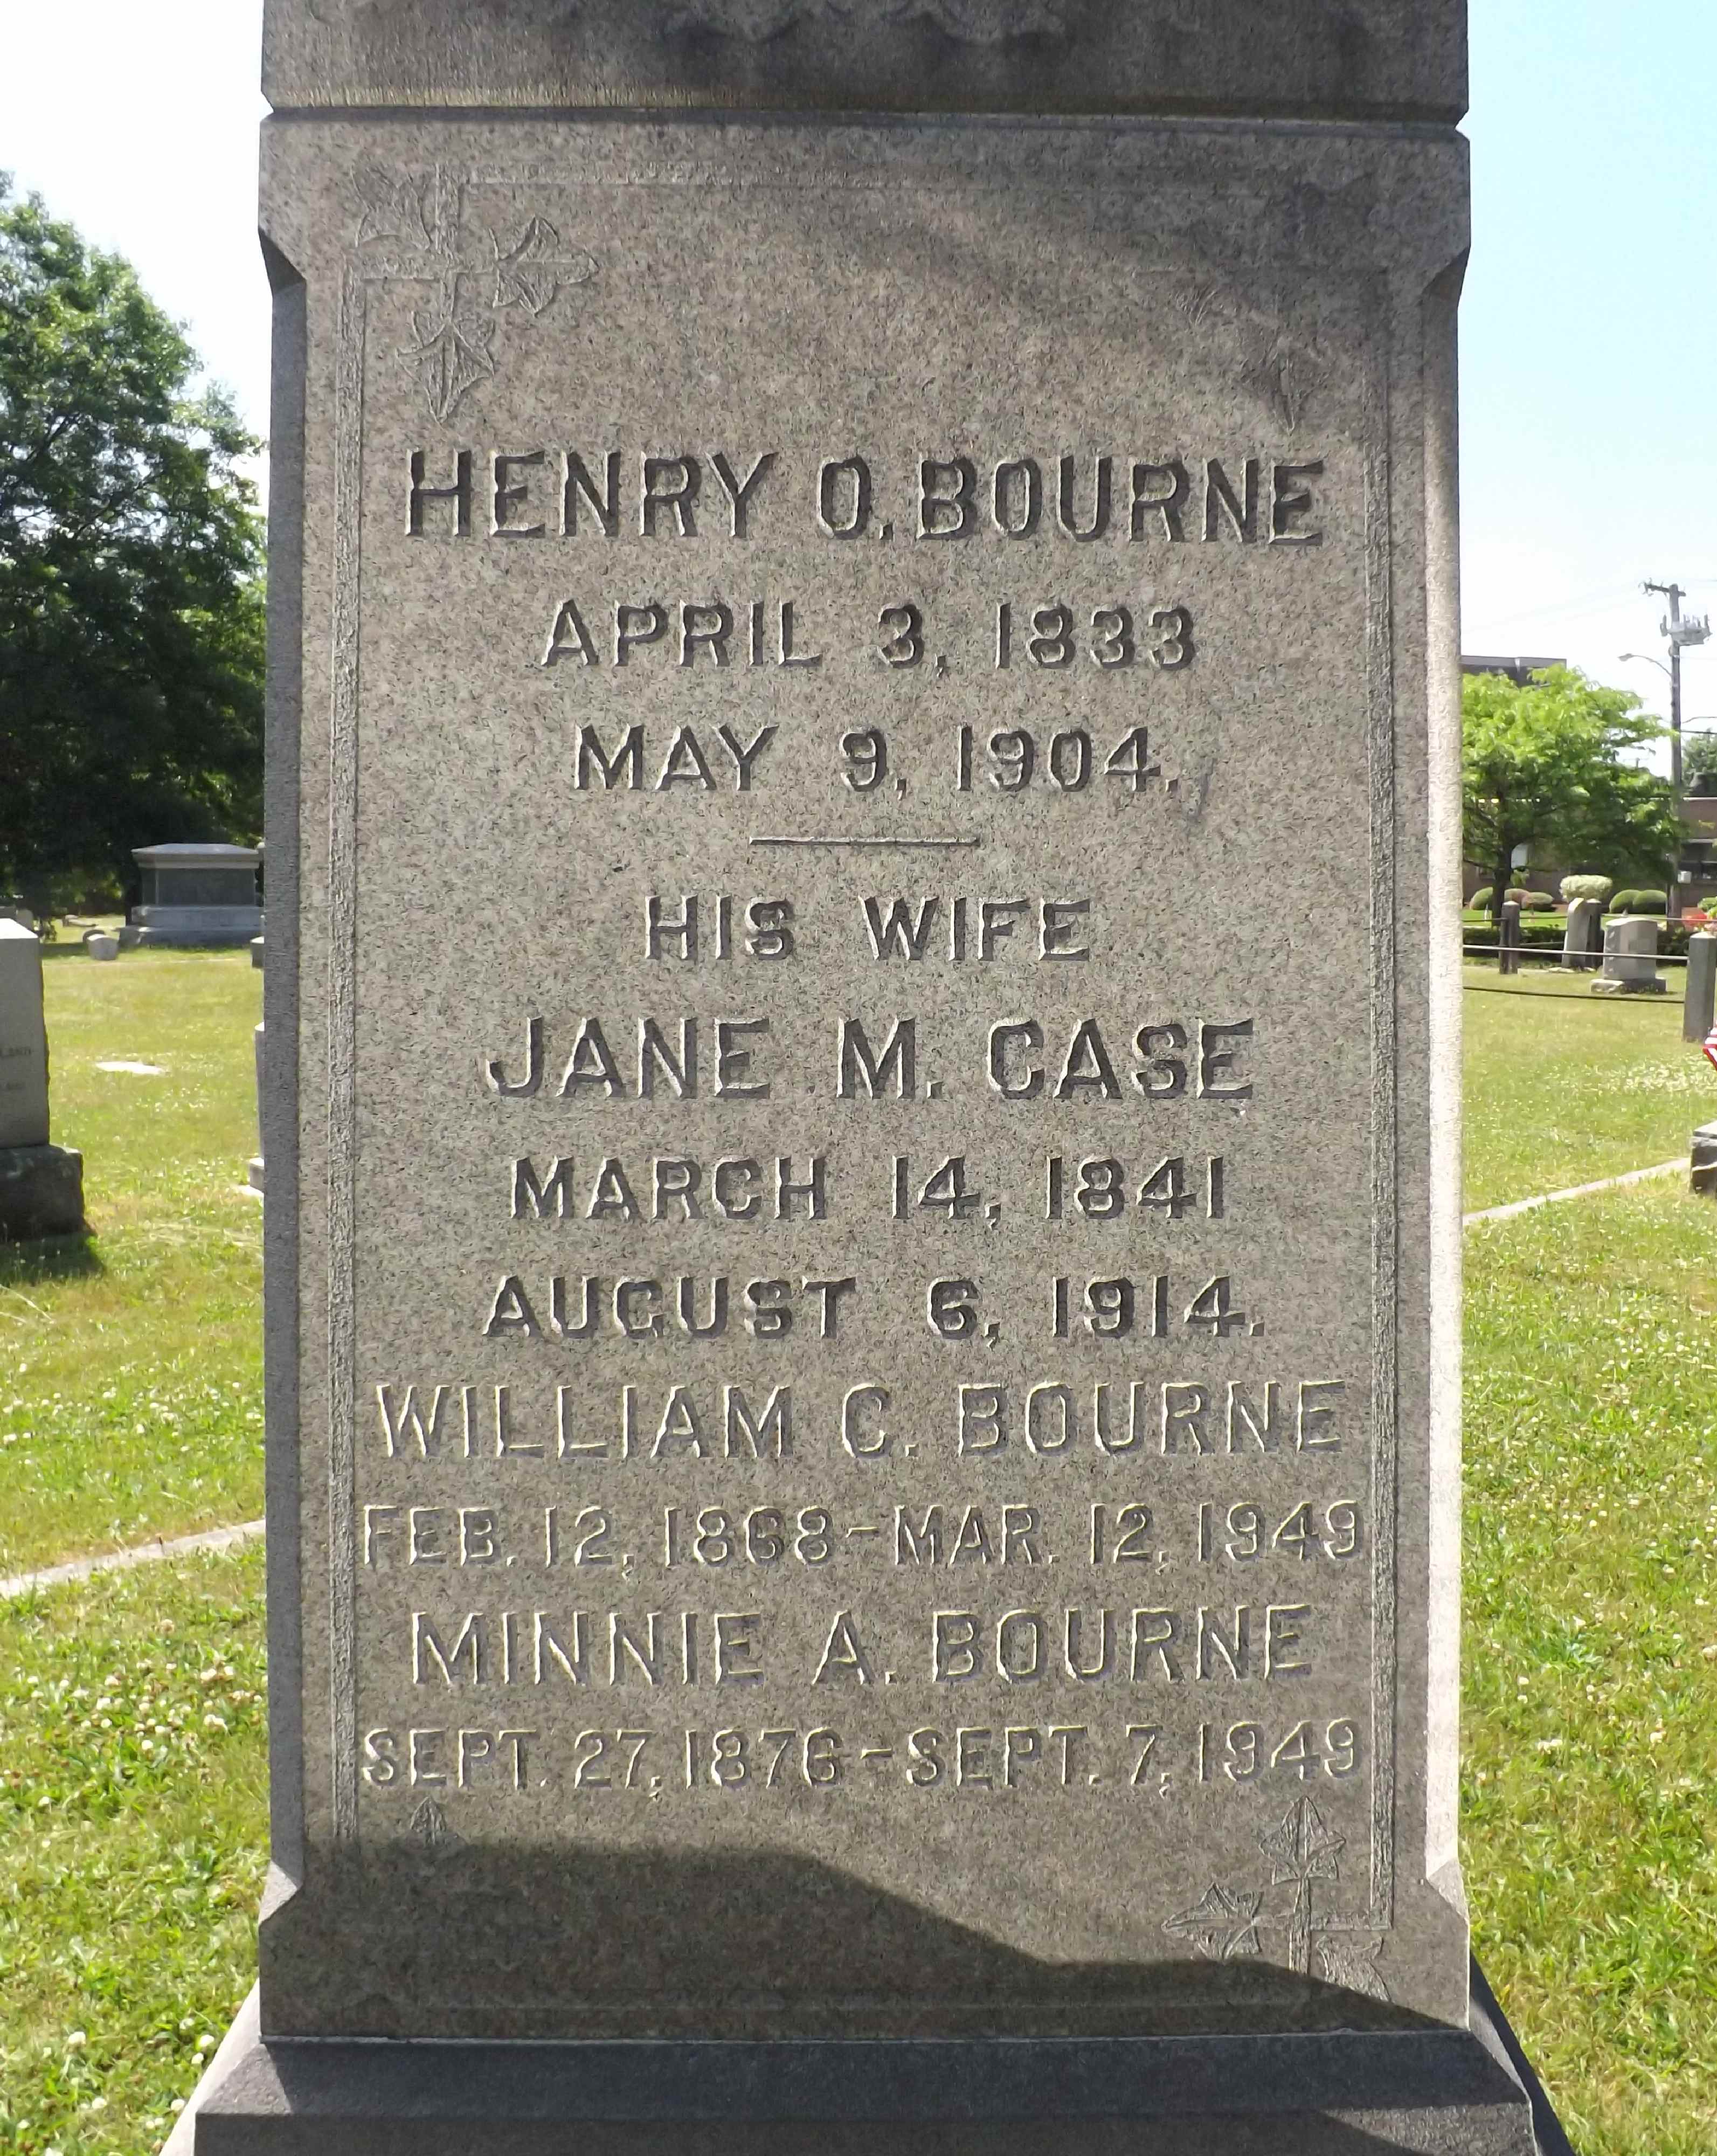 HENRY O. BOURNE
APRIL 3, 1833
MAY 9, 1904.
HIS WIFE
JANE M. CASE
MARCH 14, 1841
AUGUST 6, 1914.
WILLIAM C. BOURNE
FEB. 12, 1868-MAR. 12, 1949
MINNIE A. BOURNE
SEPT. 27, 1876-SEPT. 7, 1949